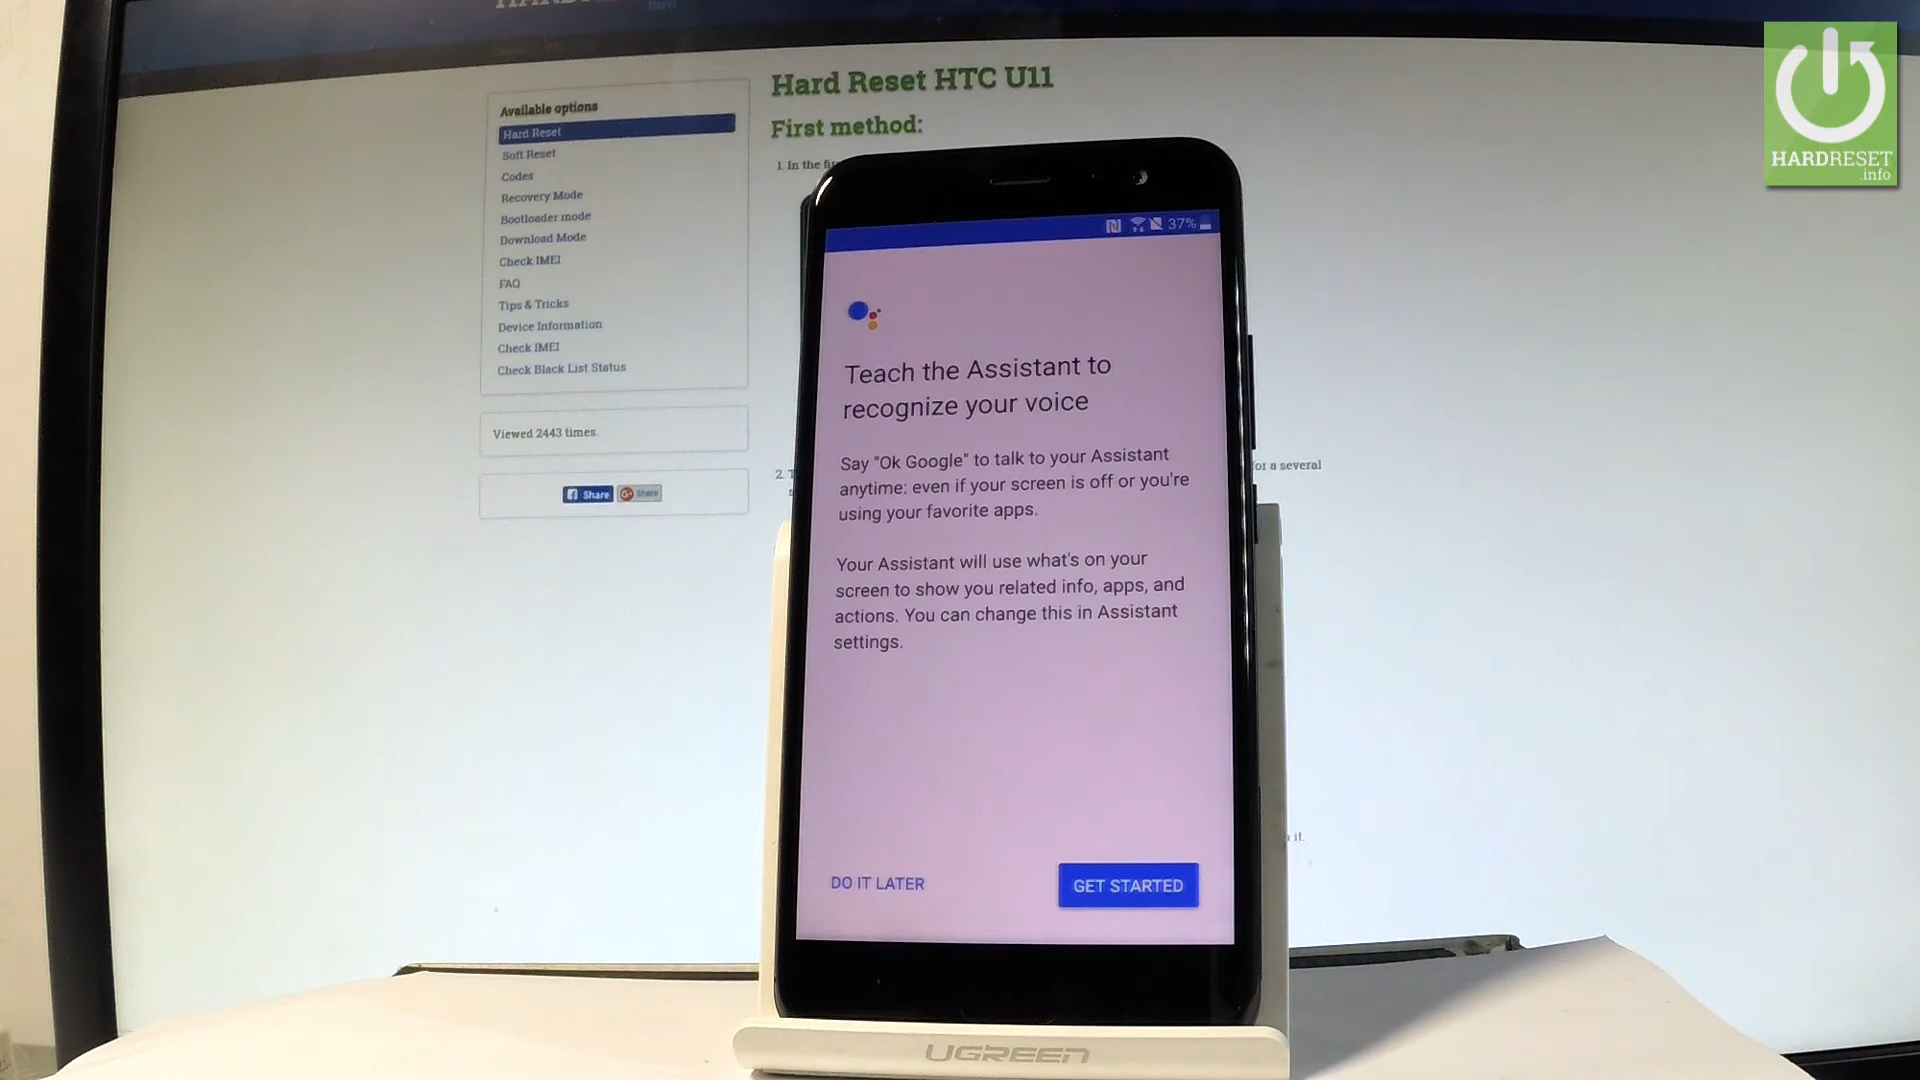 INFO
Hard Reset HTC U11
First method:
1. In the
Available options
Hard Reset
Soft Reset
Codes
Recovery Mode
Bootloader mode
Download Mode
Check IMEI
FAQ
Tips & Tricks
Device Information
Check IMEI
Check Black List Status
Viewed 2443 times.
Share
G+ Share
2.
for a several
it.
37%
Teach the Assistant to
recognize your voice
Say "Ok Google" to talk to your Assistant
anytime: even if your screen is off or you're
using your favorite apps.
Your Assistant will use what's on your
screen to show you related info, apps, and
actions. You can change this in Assistant
settings.
DO IT LATER
GET STARTED
UGREEN
HARDRESET
.info